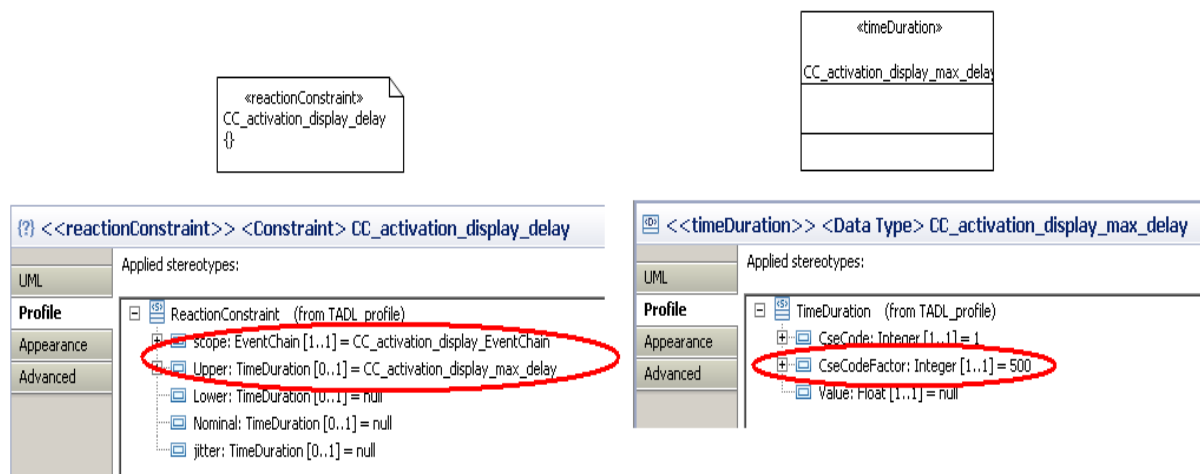 «reactionConstraint»
CC_activation_display_delay
{}
«timeDuration»
CC_activation_display_max_delay
{?} <<reactionConstraint>> <Constraint> CC_activation_display_delay
UML
Profile
Appearance
Advanced
Applied stereotypes:
ReactionConstraint (from TADL_profile)
scope: EventChain [1..1] = CC_activation_display_EventChain
Upper: TimeDuration [0..1] = CC_activation_display_max_delay
Lower: TimeDuration [0..1] = null
Nominal: TimeDuration [0..1] = null
jitter: TimeDuration [0..1] = null
<<timeDuration>> <Data Type> CC_activation_display_max_delay
UML
Profile
Appearance
Advanced
Applied stereotypes:
TimeDuration (from TADL_profile)
CseCode: Integer [1..1] = 1
CseCodeFactor: Integer [1..1] = 500
Value: Float [1..1] = null